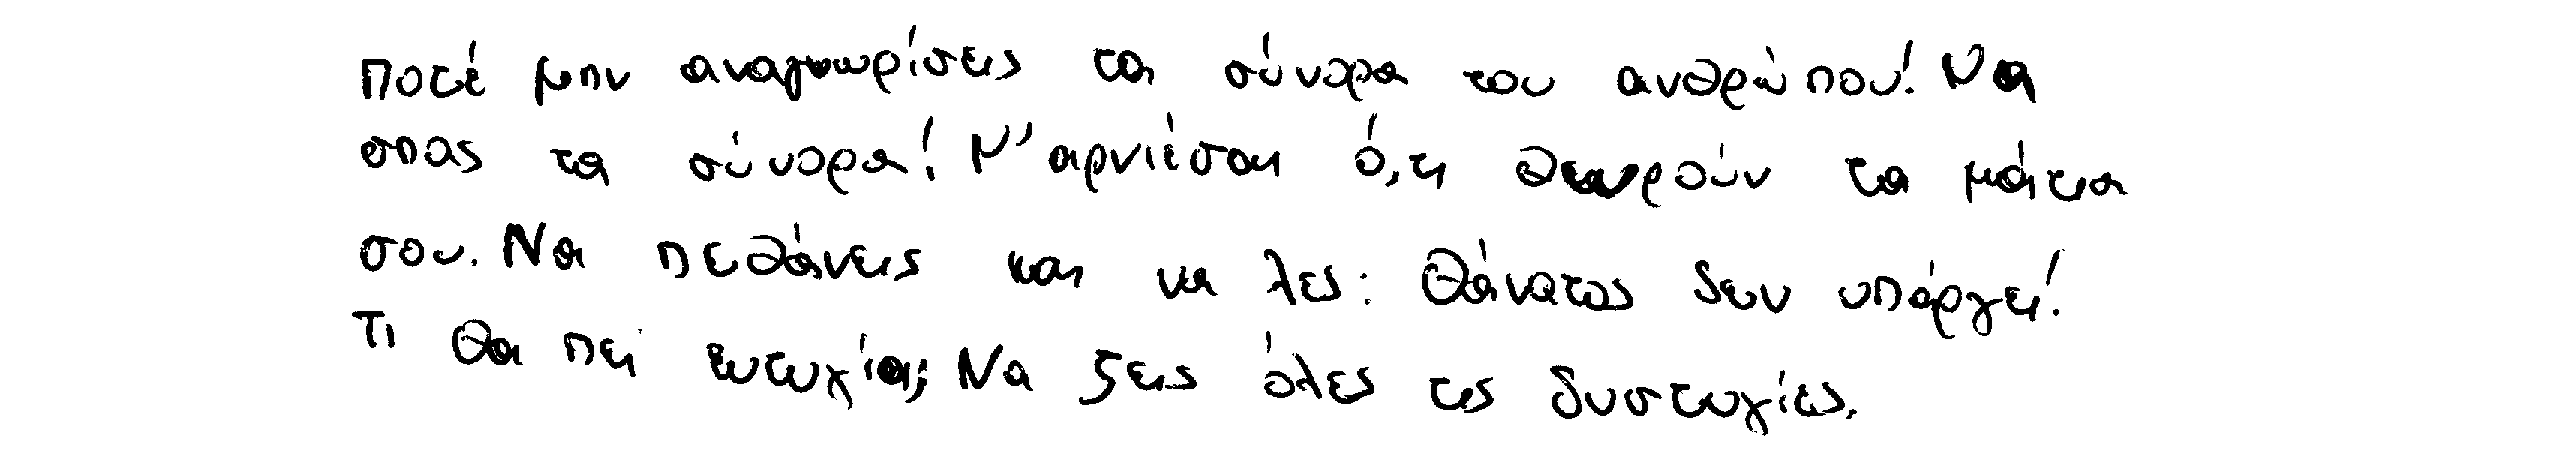 Ποτέ μην αναγνωρίσεις τα σύνορα του ανθρώπου! Να
σπας τα σύνορα! Ν' αρνιέσαι ό,τι θεωρούν τα μάτια
σου. Να πεθάνεις και να λες: Θάνατος δεν υπάρχει!
Τι θα πει ευτυχία; Να ζεις όλες τις δυστυχίες.